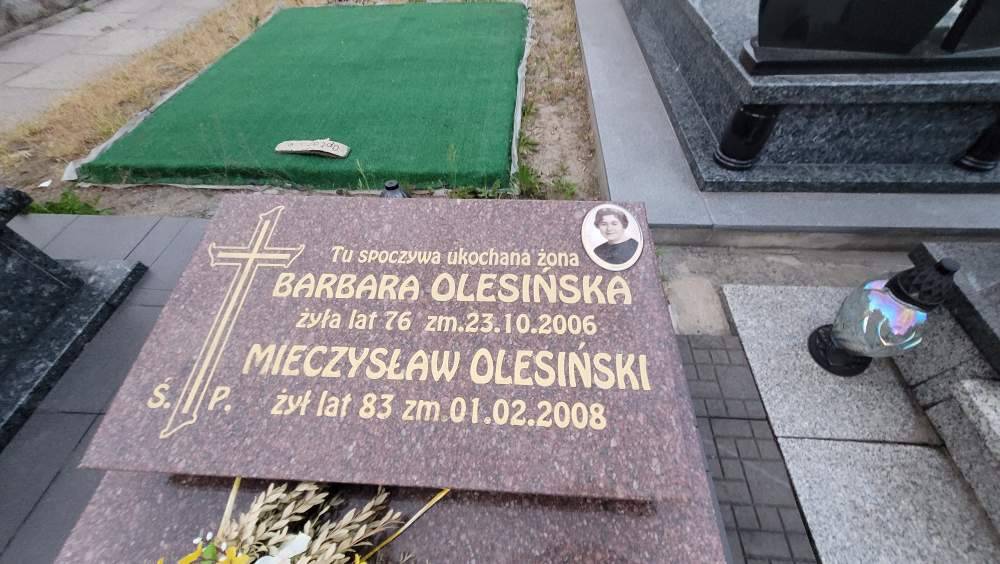 Tu spoczywa ukochana żona
BARBARA OLESIŃSKA
żyła lat 76 zm.23.10.2006
MIECZYSŁAW OLESIŃSKI
Ś. P. żył lat 83 zm.01.02.2008